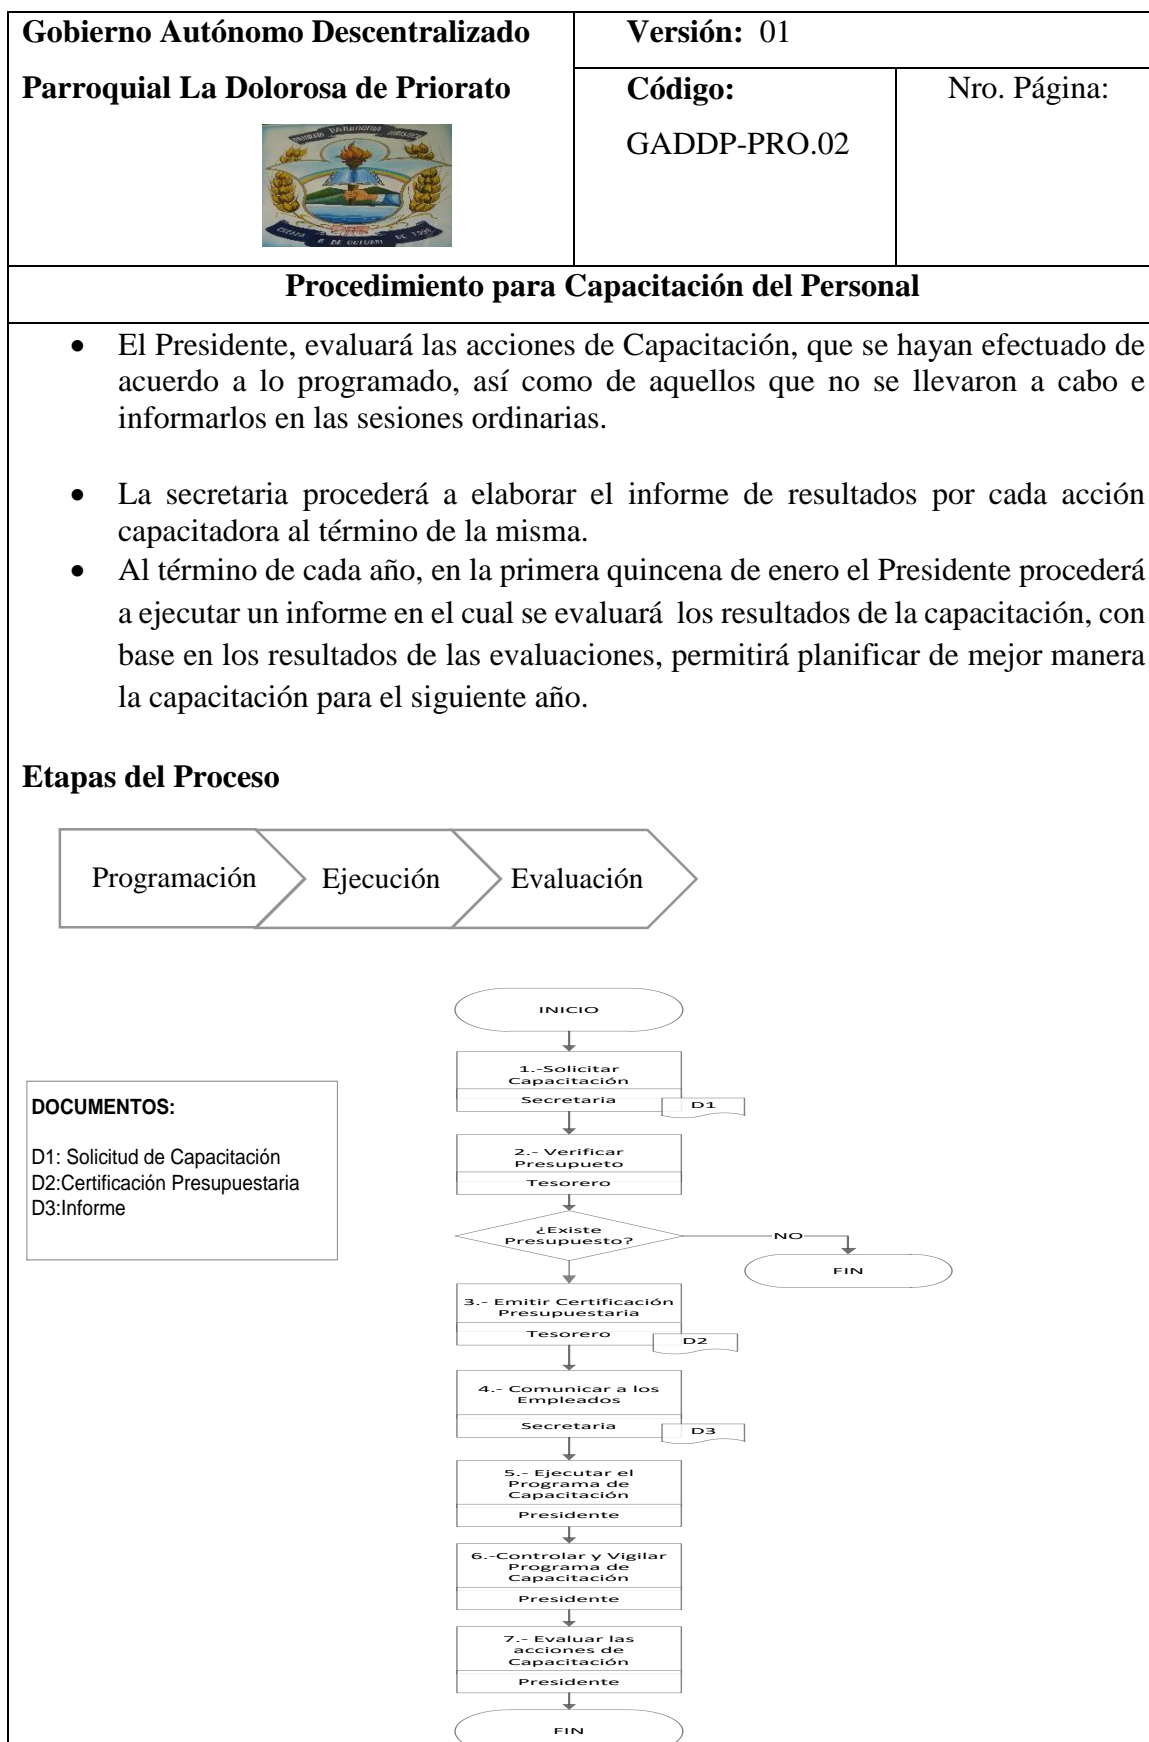 Gobierno Autónomo Descentralizado
Parroquial La Dolorosa de Priorato
Versión: 01
Código:
GADDP-PRO.02
Nro. Página:
Procedimiento para Capacitación del Personal
• El Presidente, evaluará las acciones de Capacitación, que se hayan efectuado de
acuerdo a lo programado, así como de aquellos que no se llevaron a cabo e
informarlos en las sesiones ordinarias.
• La secretaria procederá a elaborar el informe de resultados por cada acción
capacitadora al término de la misma.
• Al término de cada año, en la primera quincena de enero el Presidente procederá
a ejecutar un informe en el cual se evaluará los resultados de la capacitación, con
base en los resultados de las evaluaciones, permitirá planificar de mejor manera
la capacitación para el siguiente año.
Etapas del Proceso
Programación
Ejecución
Evaluación
DOCUMENTOS:
D1: Solicitud de Capacitación
D2:Certificación Presupuestaria
D3:Informe
INICIO
1.-Solicitar
Capacitación
Secretaria
D1
2.- Verificar
Presupueto
Tesorero
¿Existe
Presupuesto?
NO
FIN
3.- Emitir Certificación
Presupuestaria
Tesorero
D2
4.- Comunicar a los
Empleados
Secretaria
D3
5.- Ejecutar el
Programa de
Capacitación
Presidente
6.-Controlar y Vigilar
Programa de
Capacitación
Presidente
7.- Evaluar las
acciones de
Capacitación
Presidente
FIN